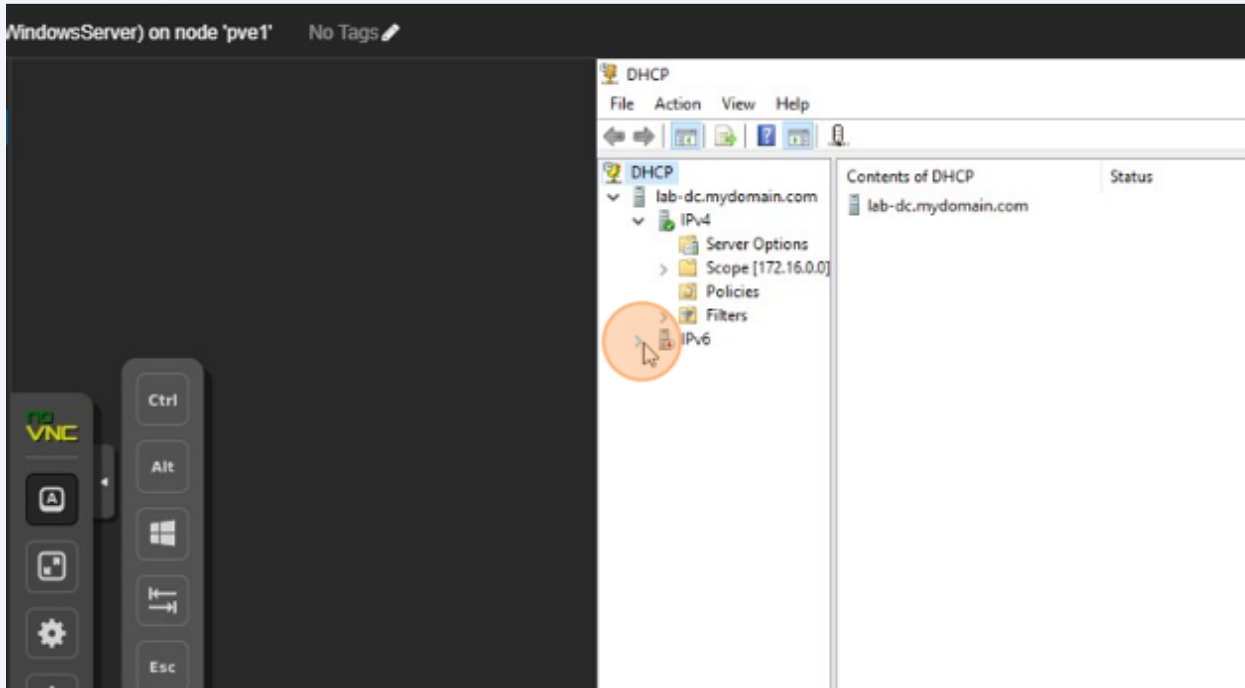 WindowsServer) on node 'pve1' No Tags
DHCP
File Action View Help
DHCP
lab-dc.mydomain.com
IPv4
Server Options
Scope [172.16.0.0]
Policies
Filters
IPv6
Contents of DHCP Status
lab-dc.mydomain.com
no
VNC
A
Ctrl
Alt
Esc